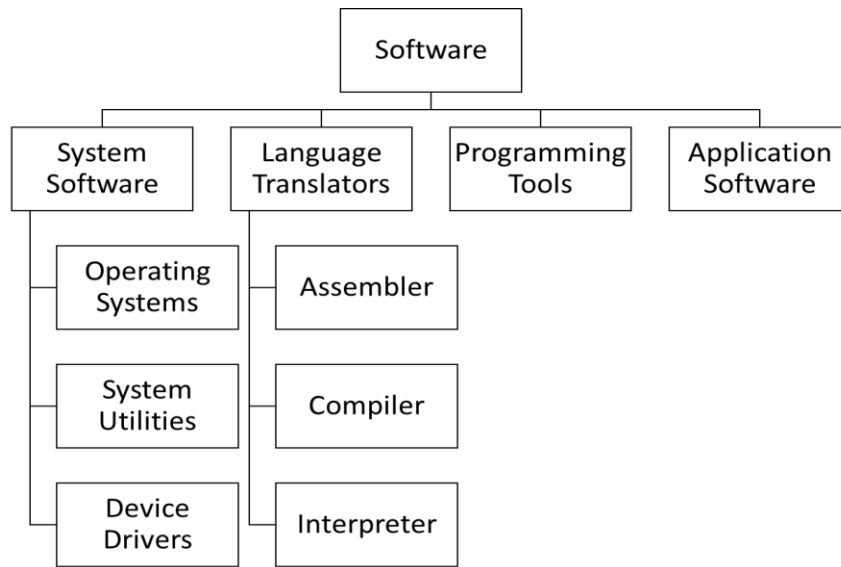 Software
System
Software
Language
Translators
Programming
Tools
Application
Software
Operating
Systems
Assembler
System
Utilities
Compiler
Device
Drivers
Interpreter